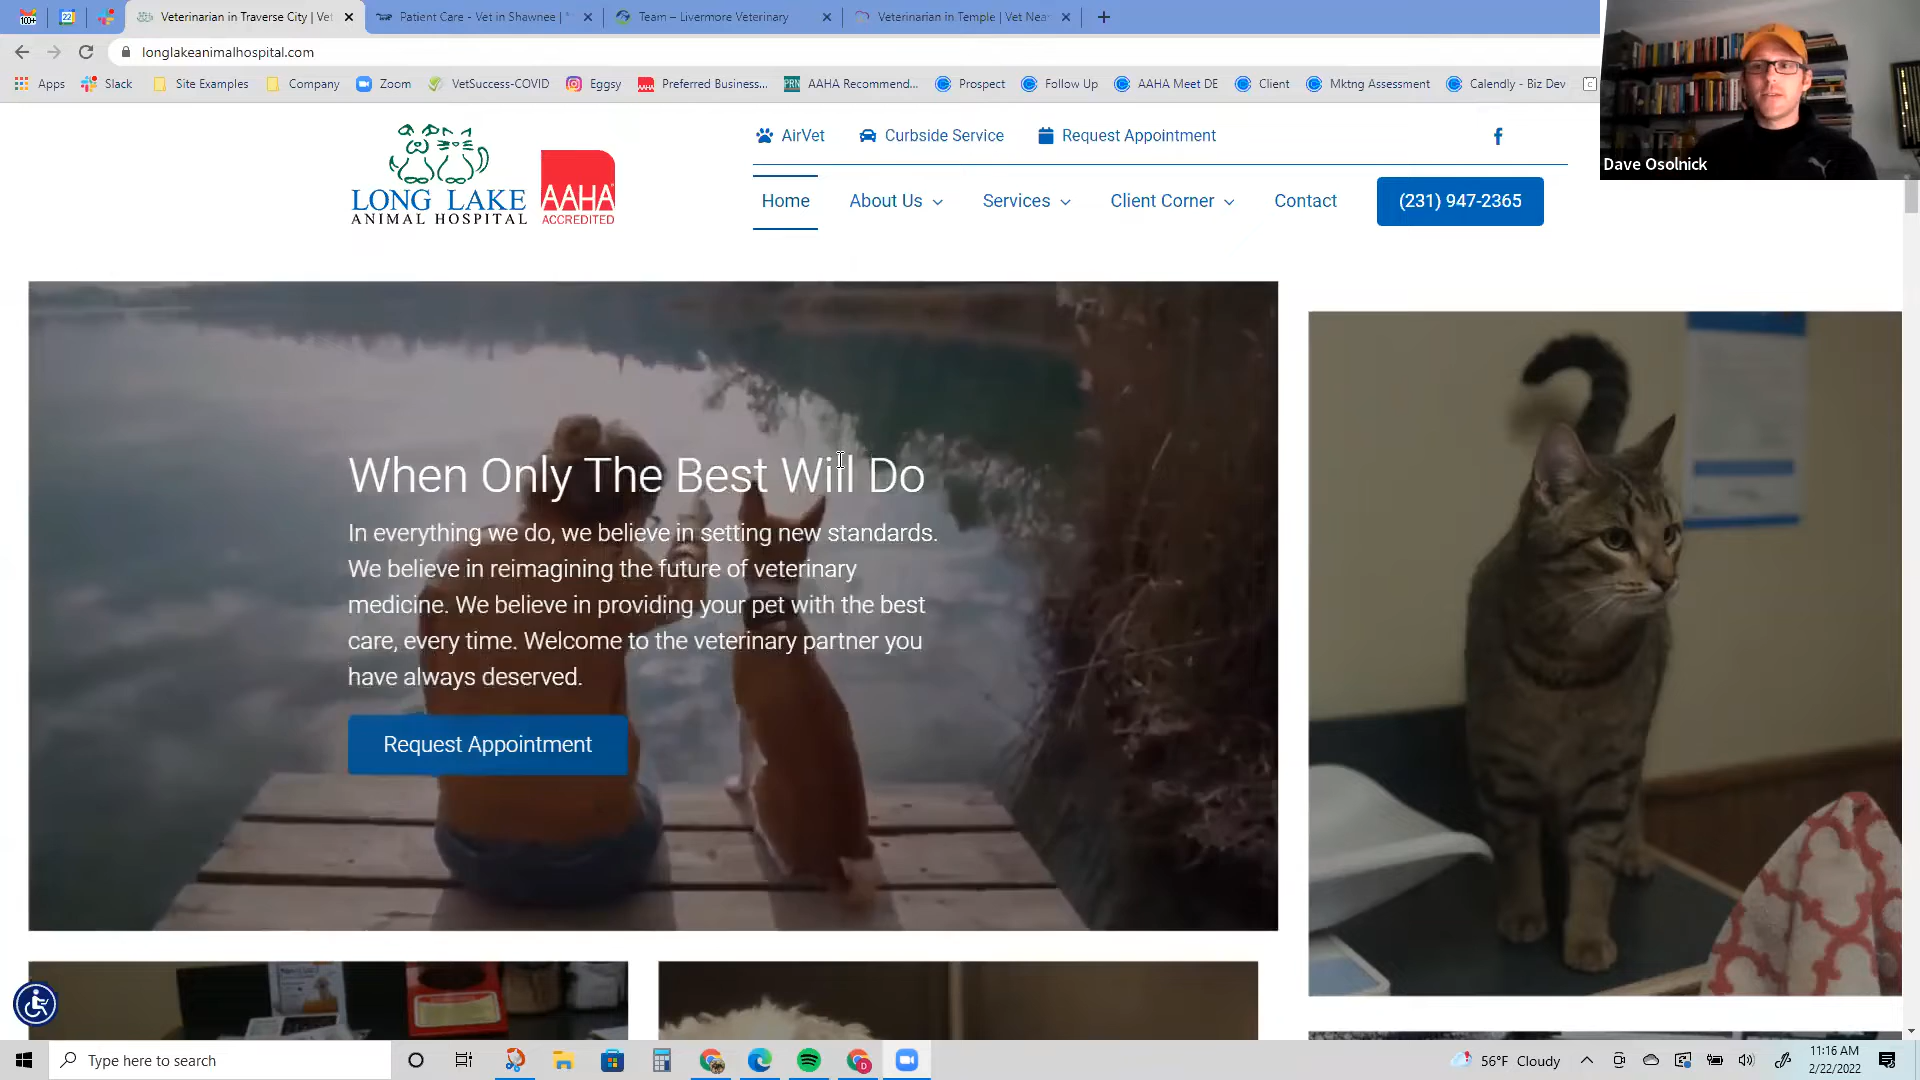 100+
22
Veterinarian in Traverse City | Vet
Patient Care - Vet in Shawnee |
Team – Livermore Veterinary
Veterinarian in Temple | Vet Near
longlakeanimalhospital.com
Apps
Slack
Site Examples
Company
Zoom
VetSuccess-COVID
Eggsy
Preferred Business...
AAHA Recommend...
Prospect
Follow Up
AAHA Meet DE
Client
Mktng Assessment
Calendly - Biz Dev
Dave Osolnick
LONG LAKE
ANIMAL HOSPITAL
AAHA
ACCREDITED
AirVet
Curbside Service
Request Appointment
Home
About Us
Services
Client Corner
Contact
(231) 947-2365
When Only The Best Will Do
In everything we do, we believe in setting new standards.
We believe in reimagining the future of veterinary
medicine. We believe in providing your pet with the best
care, every time. Welcome to the veterinary partner you
have always deserved.
Request Appointment
Type here to search
56°F Cloudy
11:16 AM
2/22/2022